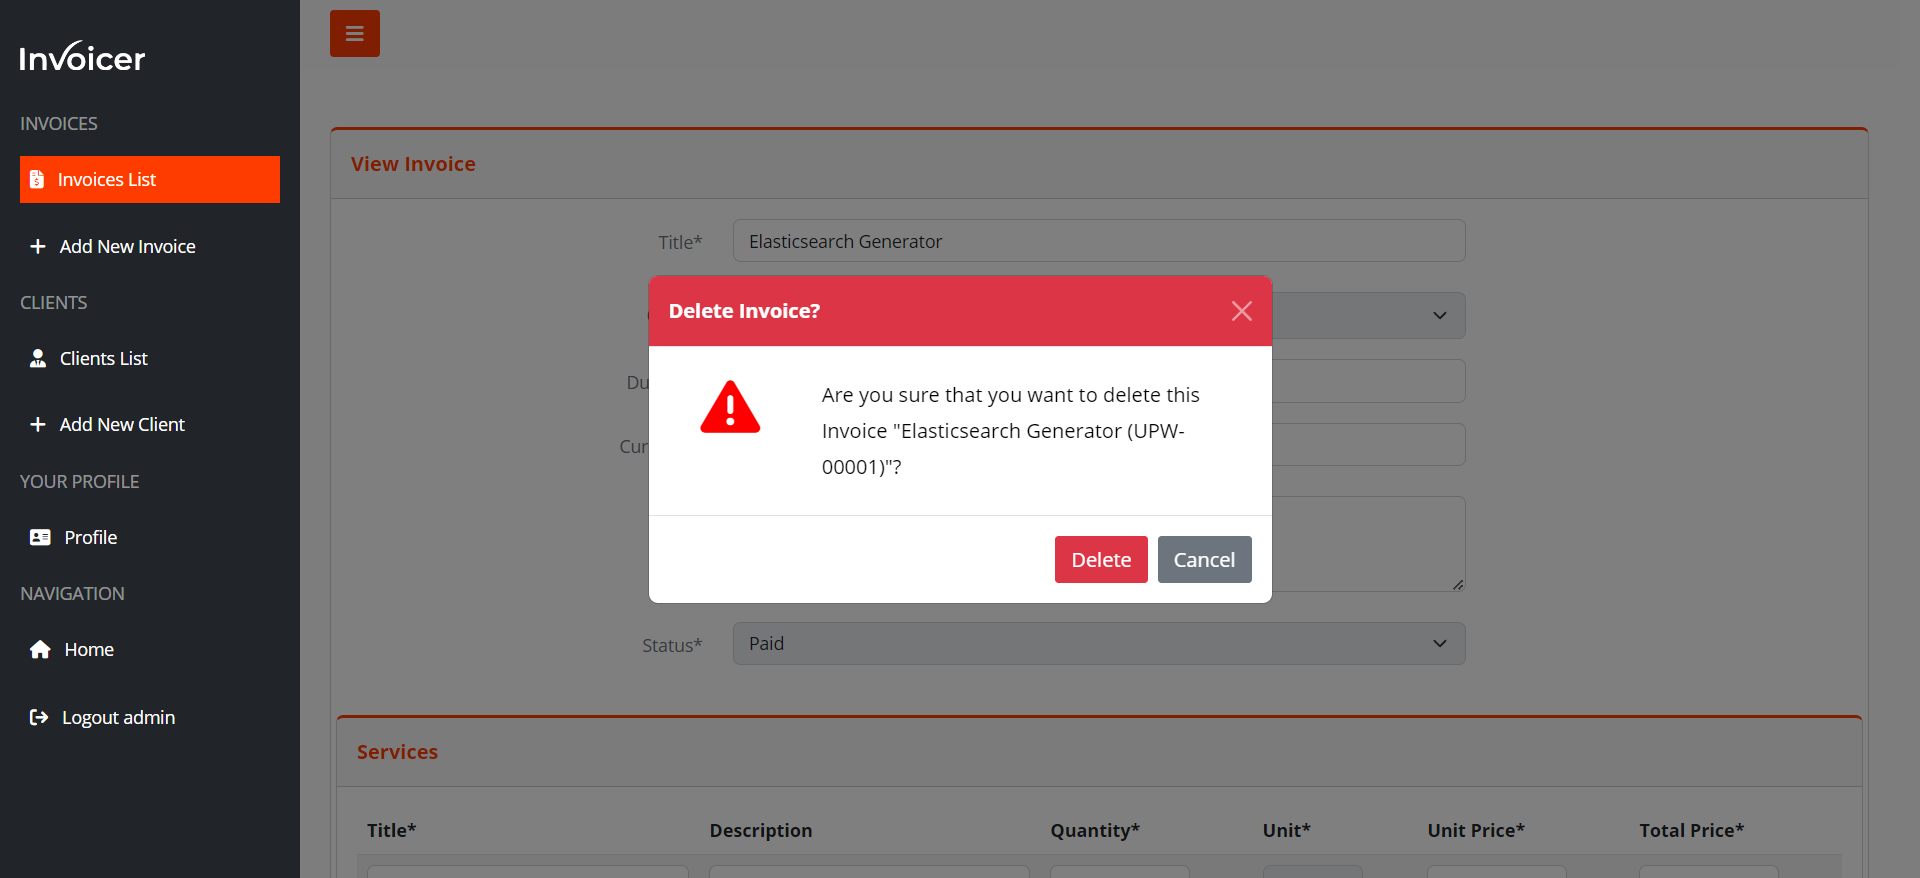 Invoicer
INVOICES
Invoices List
Add New Invoice
CLIENTS
Clients List
Add New Client
YOUR PROFILE
Profile
NAVIGATION
Home
Logout admin
View Invoice
Title*
Elasticsearch Generator
Du
Cur
Delete Invoice?
Are you sure that you want to delete this
Invoice "Elasticsearch Generator (UPW-
00001)"?
Delete
Cancel
Status*
Paid
Services
Title*
Description
Quantity*
Unit*
Unit Price*
Total Price*